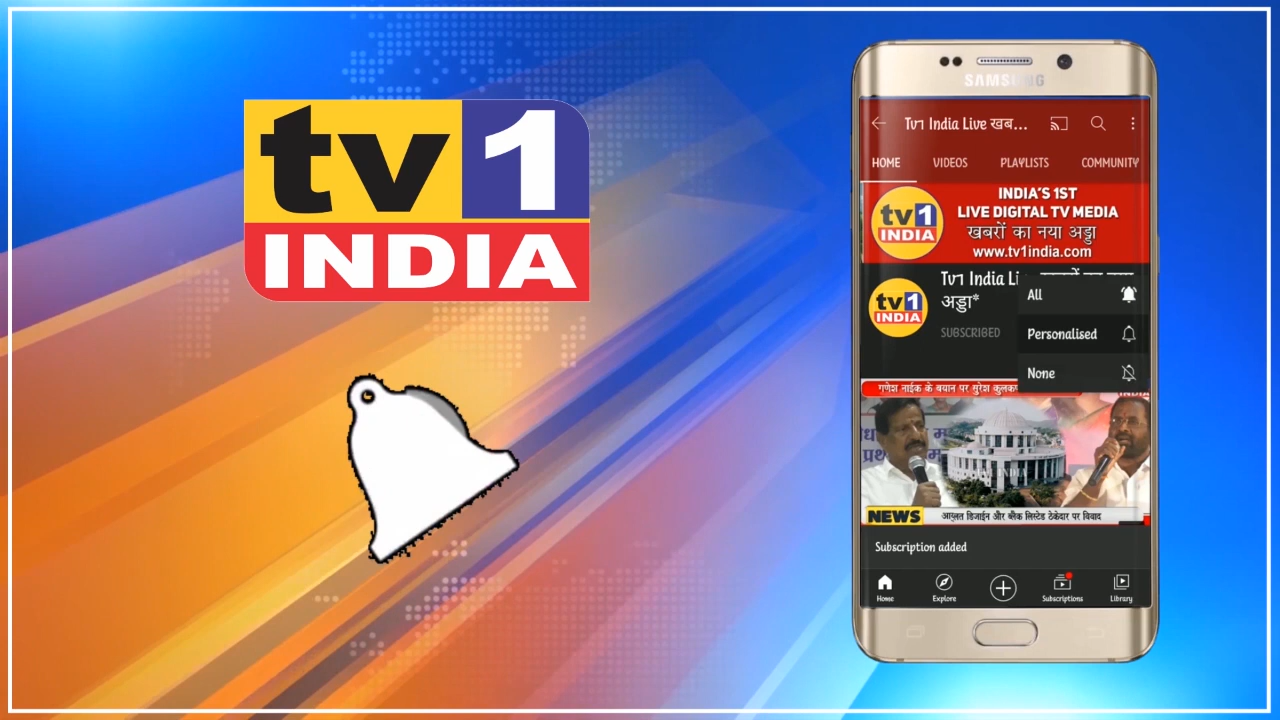 tv1
INDIA
SAMSUNG
Tv1 India Live खब...
HOME VIDEOS PLAYLISTS COMMUNITY
tv1
INDIA
INDIA'S 1ST
LIVE DIGITAL TV MEDIA
खबरों का नया अड्डा
www.tv1india.com
Tv1 India Li
अड्डा*
tv1
INDIA
SUBSCRIBED
All
Personalised
None
गणेश नाईक के बयान पर सुरेश
NEWS
डिजाईन और ब्लैक लिस्टेड ठेकेदार पर विवाद
Subscription added
Home Explore Subscriptions Library